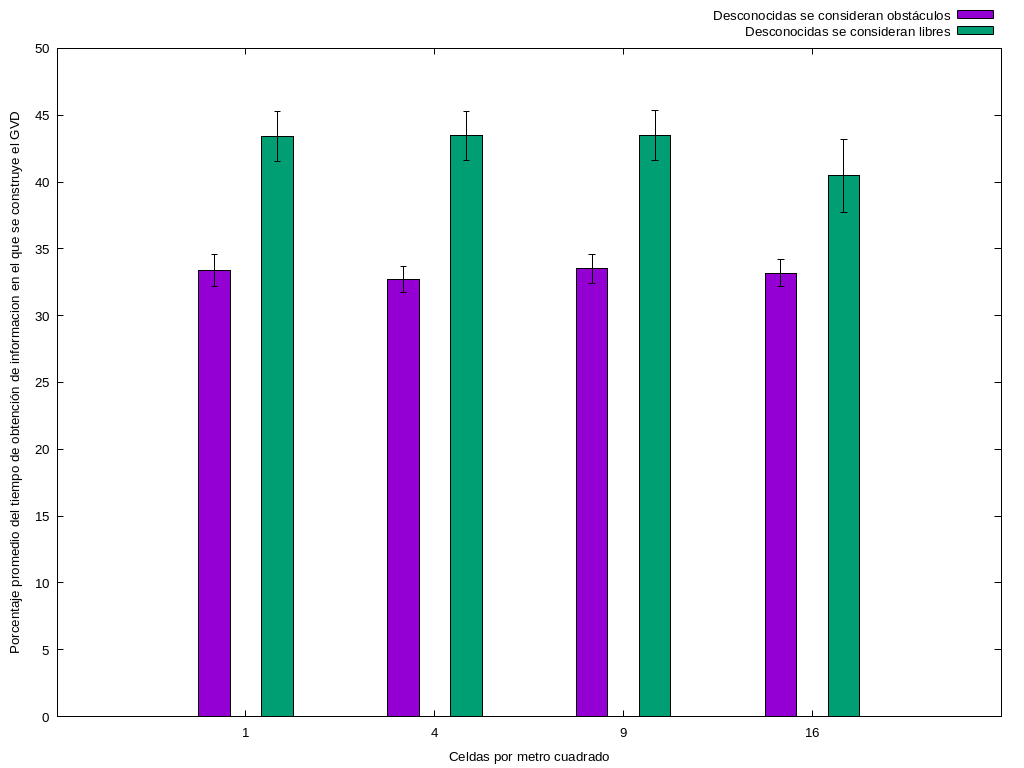 Desconocidas se consideran obstáculos
Desconocidas se consideran libres
Porcentaje promedio del tiempo de obtención de informacion en el que se construye el GVD
50
45
40
35
30
25
20
15
10
5
0
1 4 9 16
Celdas por metro cuadrado